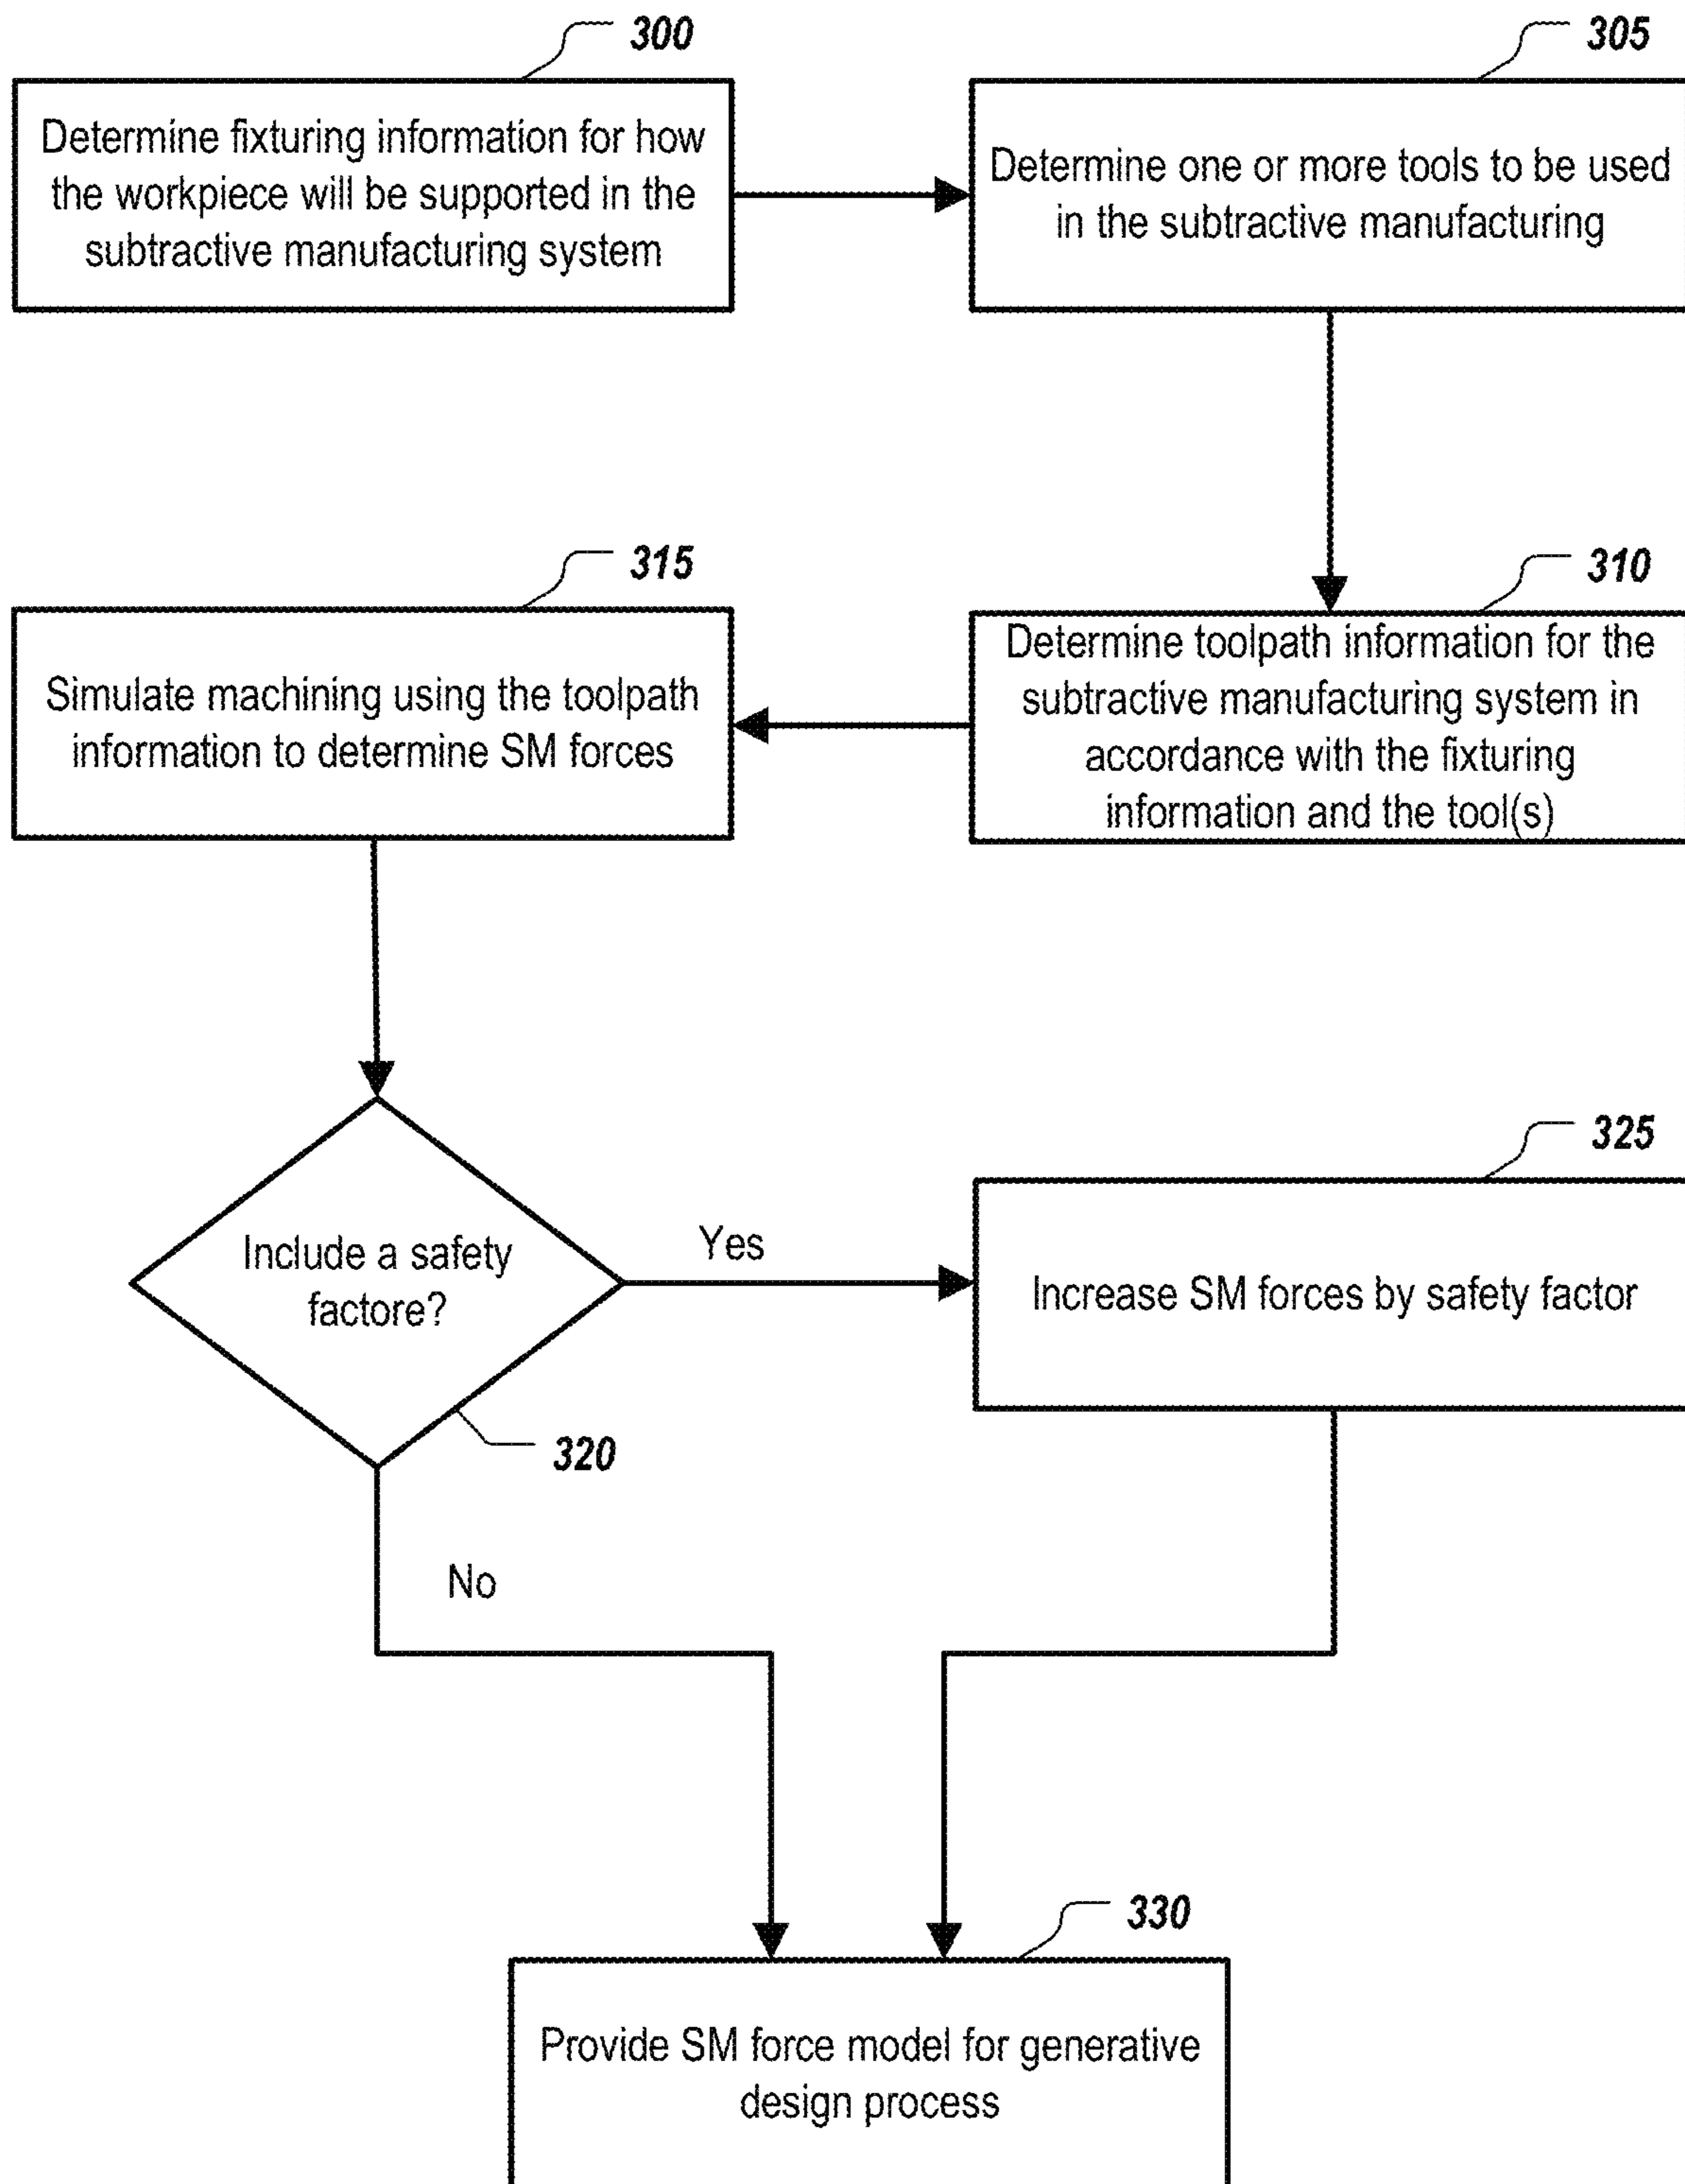 300
Determine fixturing information for how
the workpiece will be supported in the
subtractive manufacturing system
305
Determine one or more tools to be used
in the subtractive manufacturing
310
Determine toolpath information for the
subtractive manufacturing system in
accordance with the fixturing
information and the tool(s)
315
Simulate machining using the toolpath
information to determine SM forces
Include a safety
factore?
320
Yes
325
Increase SM forces by safety factor
No
330
Provide SM force model for generative
design process